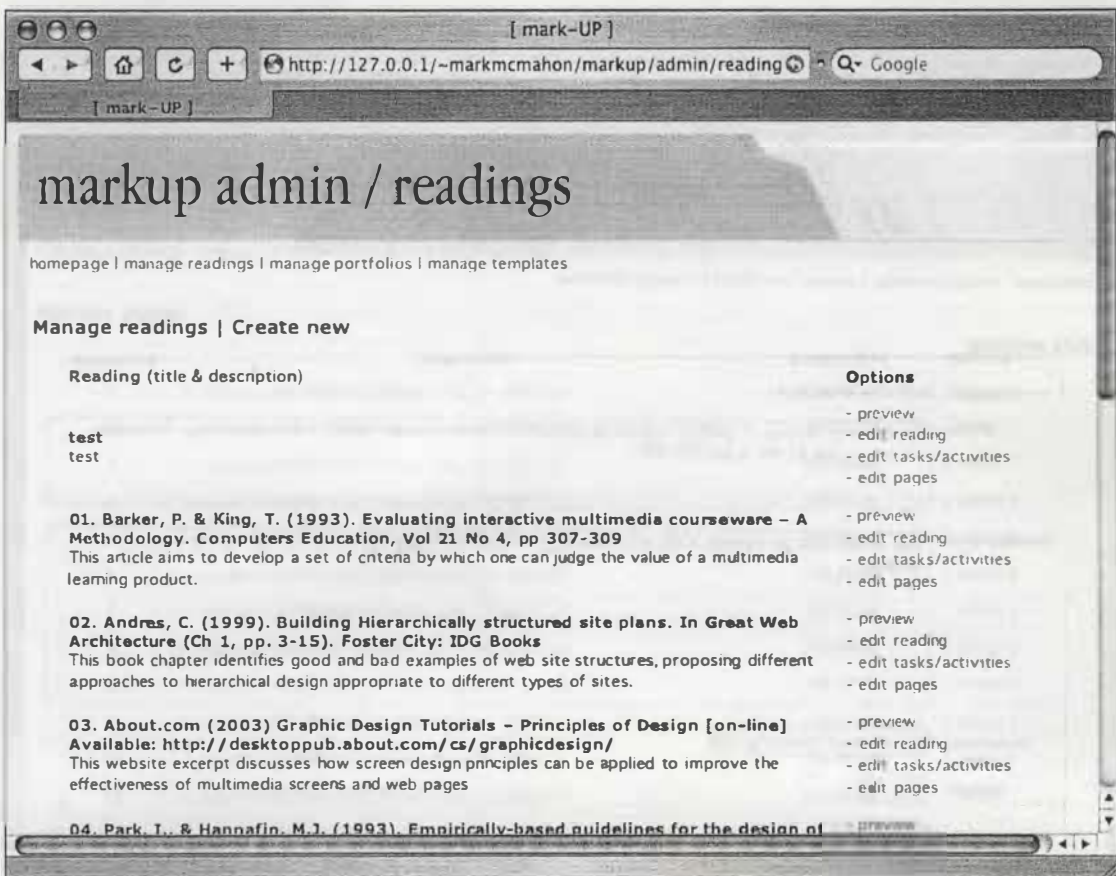 [ mark-UP ]
http://127.0.0.1/~markmcmahon/markup/admin/reading
Google
[ mark-UP ]
markup admin / readings
homepage | manage readings | manage portfolios | manage templates
Manage readings | Create new
Reading (title & description)
Options
test
test
- preview
- edit reading
- edit tasks/activities
- edit pages
01. Barker, P. & King, T. (1993). Evaluating interactive multimedia courseware – A
Methodology. Computers Education, Vol 21 No 4, pp 307-309
This article aims to develop a set of criteria by which one can judge the value of a multimedia
learning product.
- preview
- edit reading
- edit tasks/activities
- edit pages
02. Andres, C. (1999). Building Hierarchically structured site plans. In Great Web
Architecture (Ch 1, pp. 3-15). Foster City: IDG Books
This book chapter identifies good and bad examples of web site structures, proposing different
approaches to hierarchical design appropriate to different types of sites.
- preview
- edit reading
- edit tasks/activities
- edit pages
03. About.com (2003) Graphic Design Tutorials – Principles of Design [on-line]
Available: http://desktoppub.about.com/cs/graphicdesign/
This website excerpt discusses how screen design principles can be applied to improve the
effectiveness of multimedia screens and web pages
- preview
- edit reading
- edit tasks/activities
- edit pages
04. Park, I., & Hannafin, M.J. (1993). Empirically-based guidelines for the design of
- preview